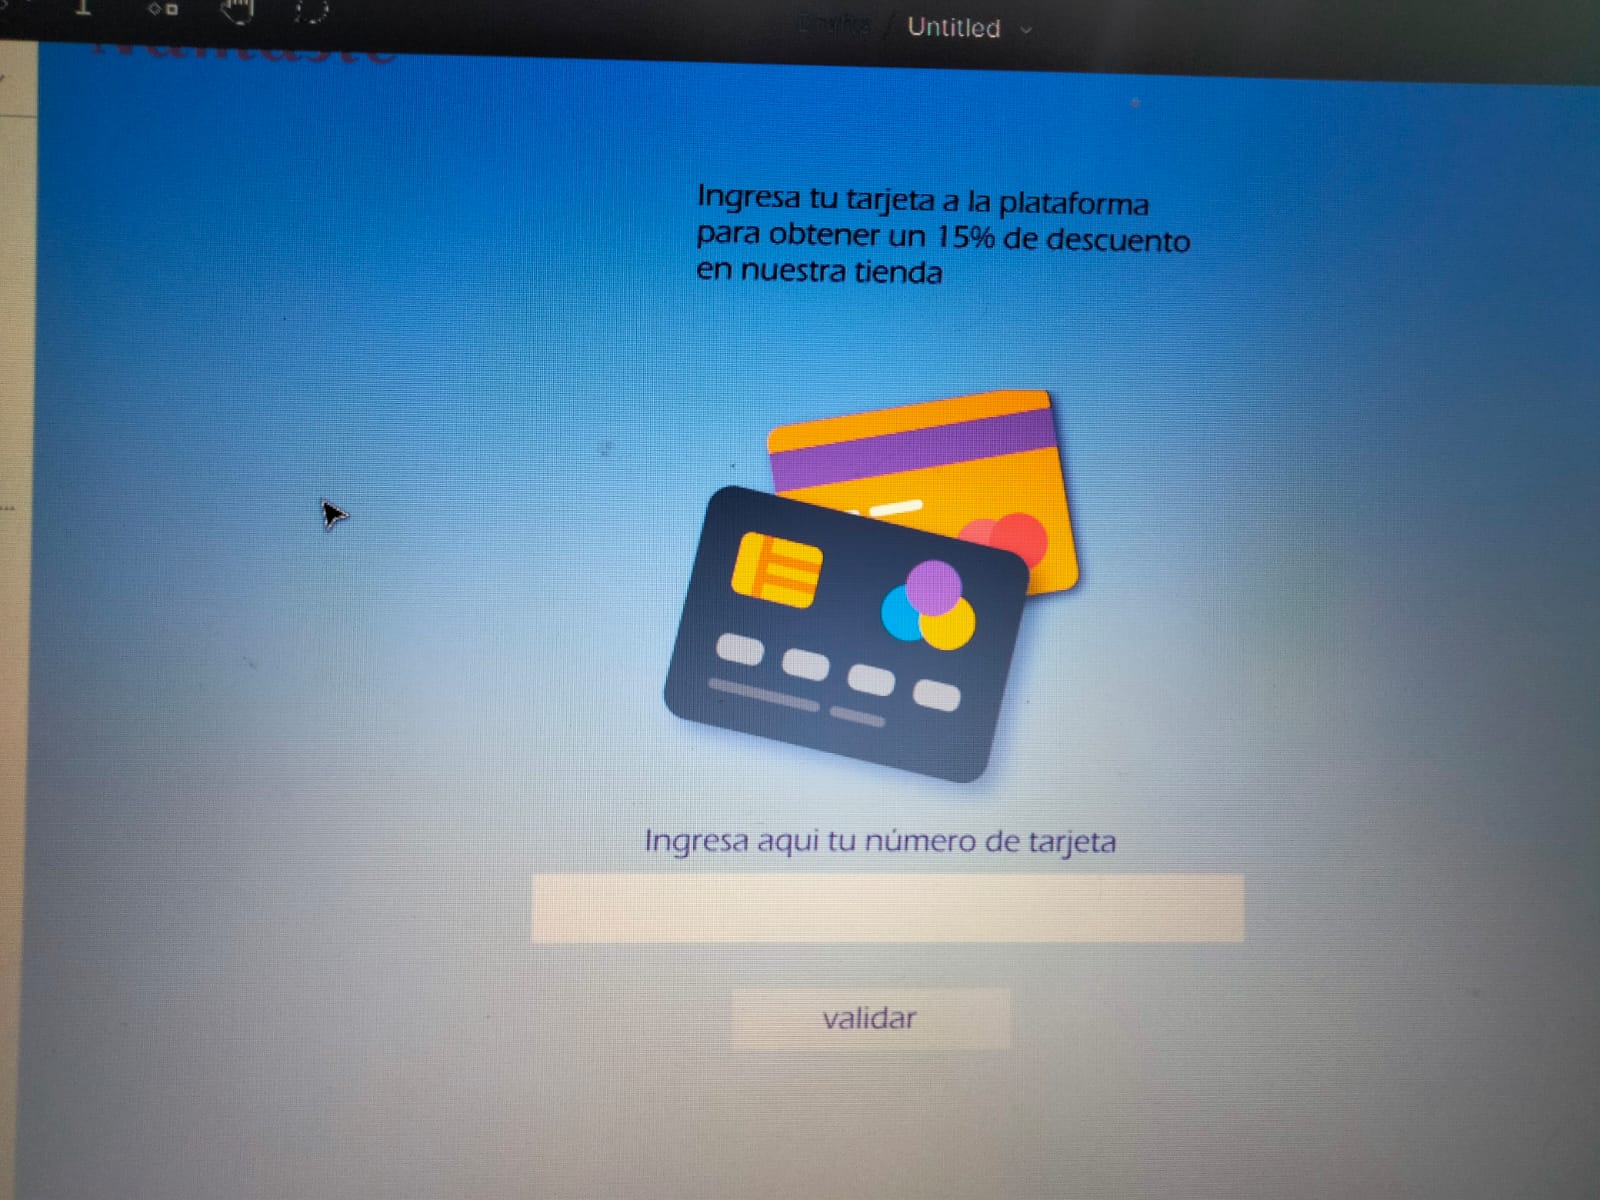 Untitled
Ingresa tu tarjeta a la plataforma
para obtener un 15% de descuento
en nuestra tienda
Ingresa aqui tu número de tarjeta
validar